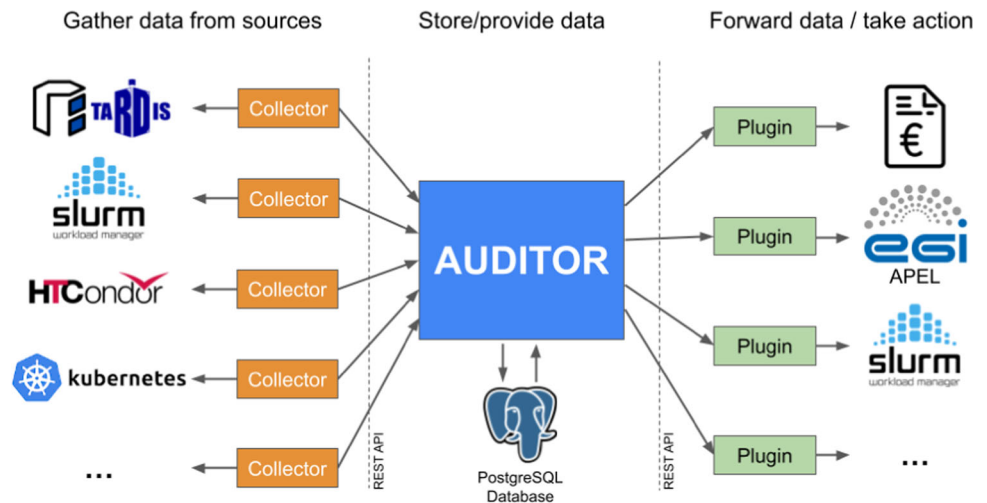 Gather data from sources
Store/provide data
Forward data / take action
TARDIS
Collector
Plugin
€
slurm
workload manager
Collector
AUDITOR
Plugin
egi
APEL
HTCondor
Collector
Plugin
slurm
workload manager
kubernetes
Collector
PostgreSQL
Database
REST API
REST API
...
Collector
Plugin
...